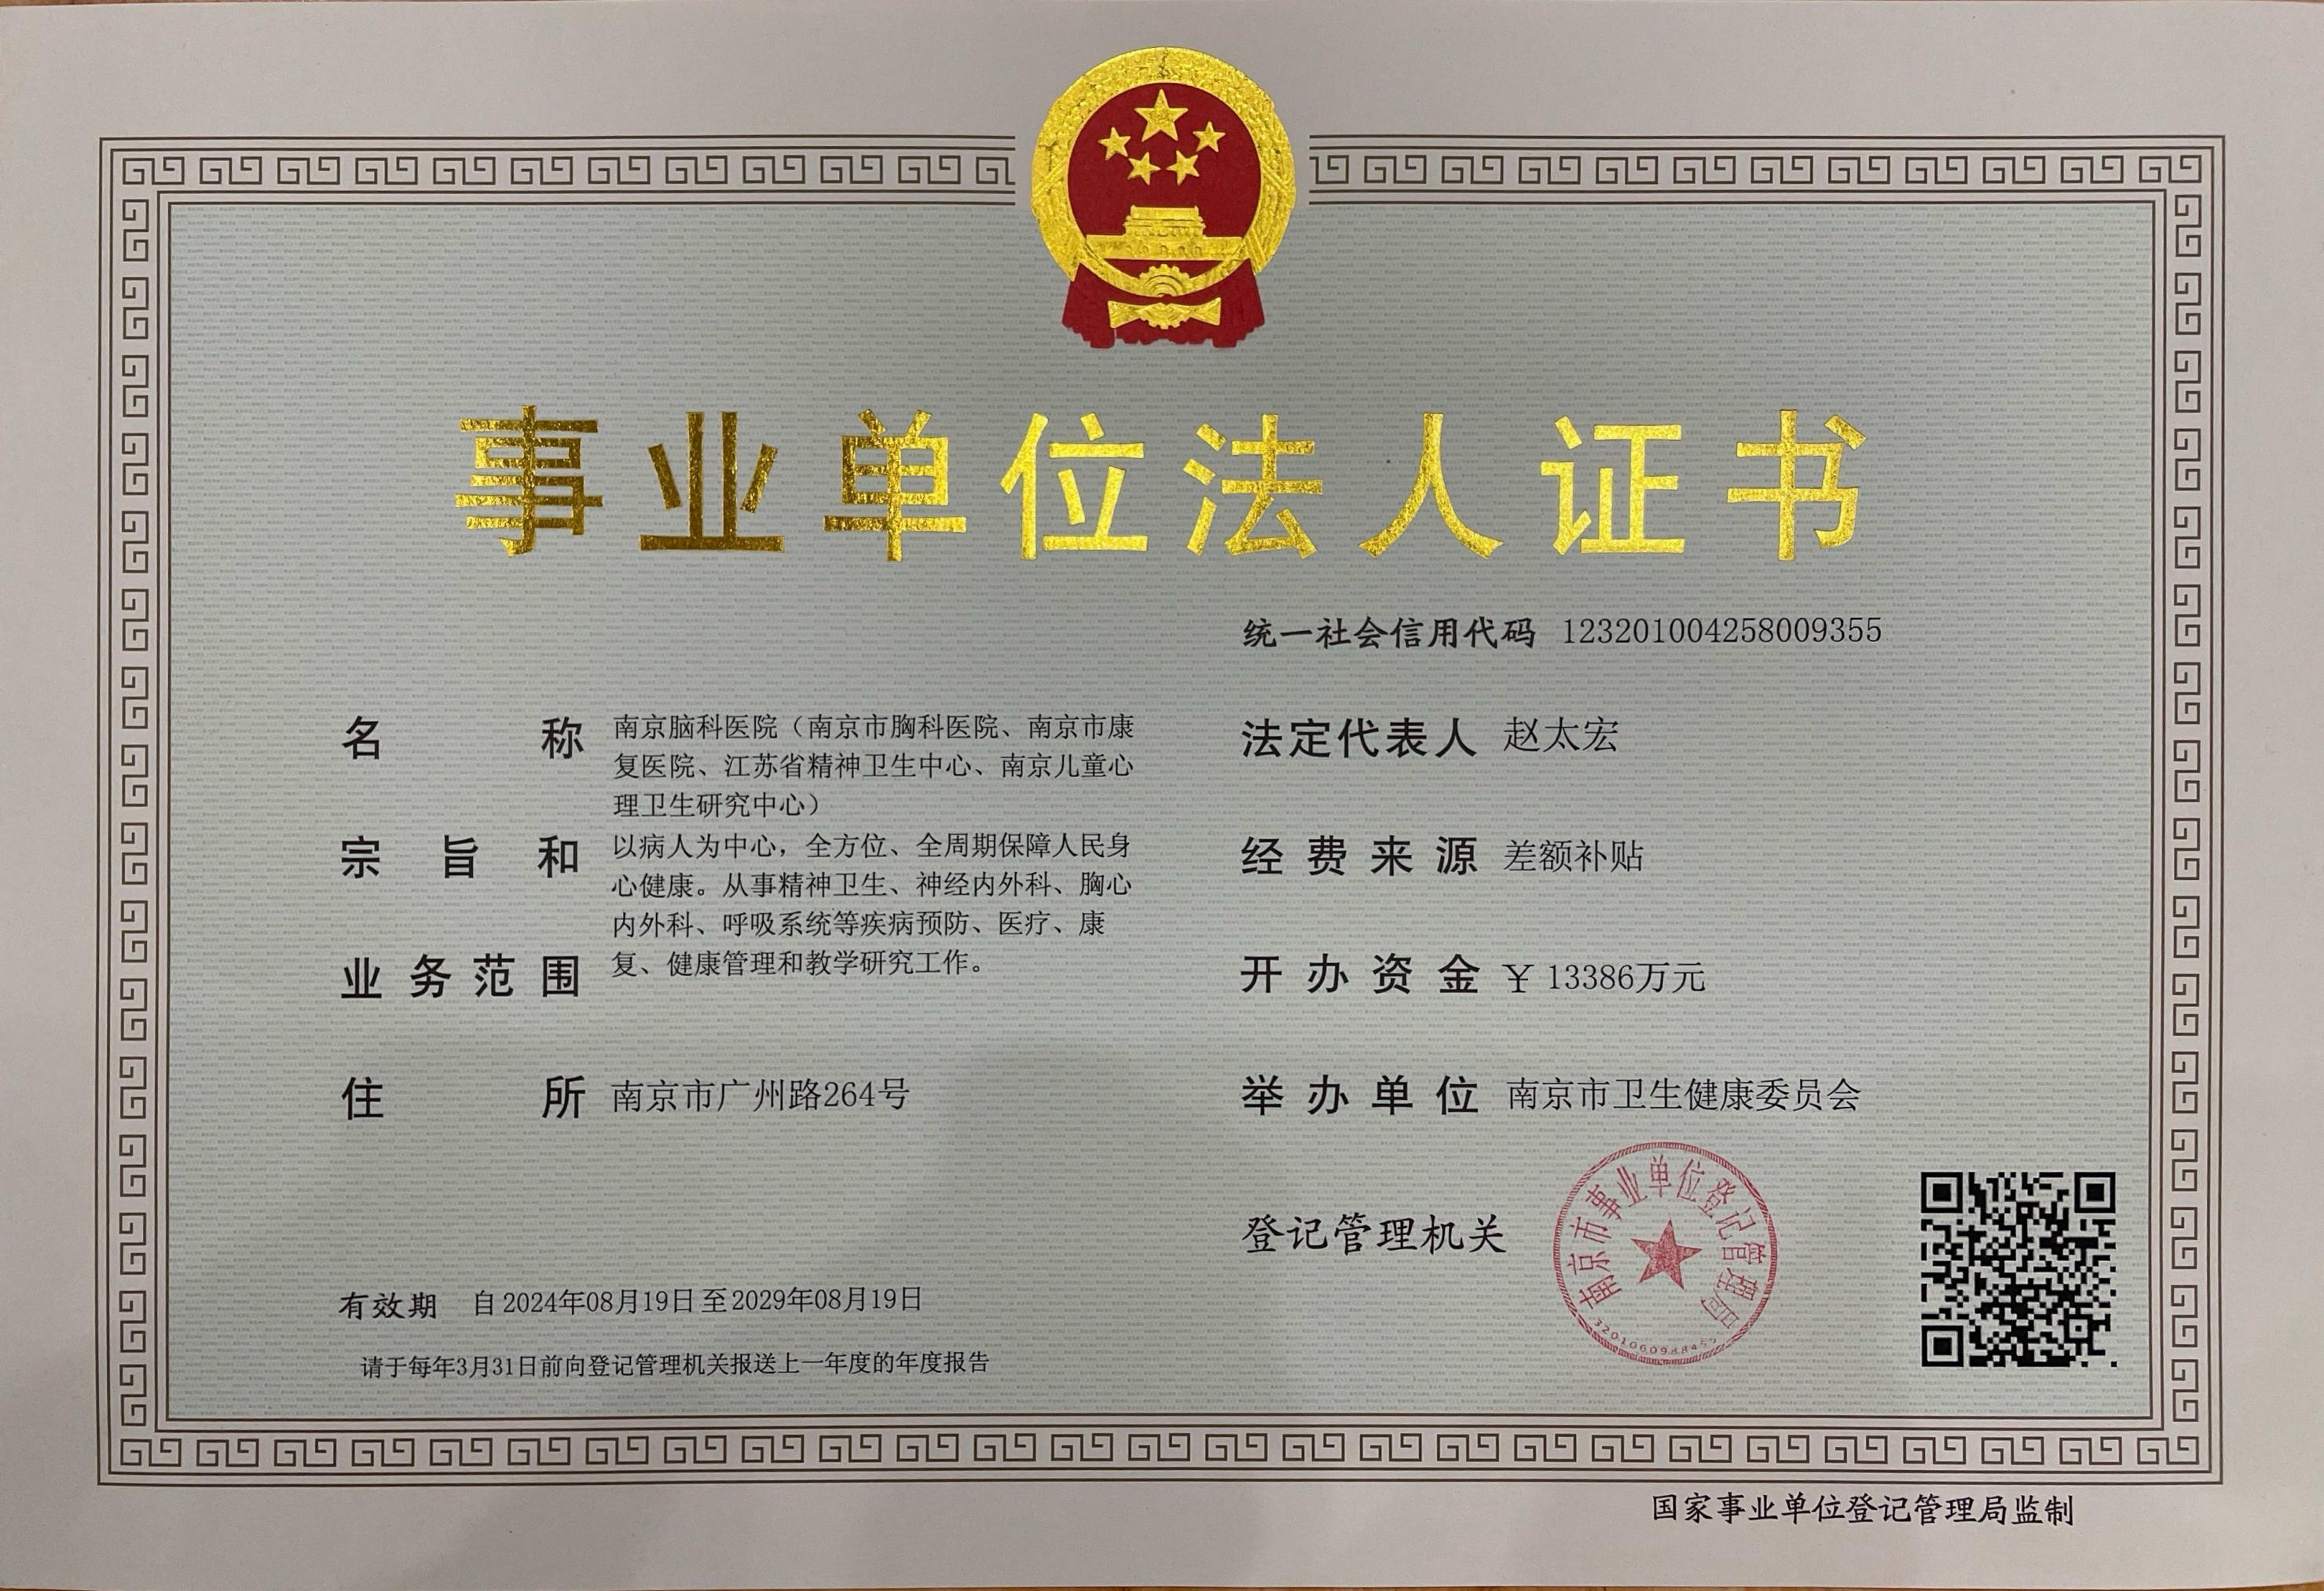 事业单位法人证书
统一社会信用代码 123201004258009355
名称 南京脑科医院（南京市胸科医院、南京市康
复医院、江苏省精神卫生中心、南京儿童心
理卫生研究中心）
法定代表人 赵太宏
宗旨和
业务范围
以病人为中心，全方位、全周期保障人民身
心健康。从事精神卫生、神经内外科、胸心
内外科、呼吸系统等疾病预防、医疗、康
复、健康管理和教学研究工作。
经费来源 差额补贴
开办资金 ￥13386万元
住所 南京市广州路264号
举办单位 南京市卫生健康委员会
登记管理机关
南京市事业单位登记管理局
有效期 自2024年08月19日至2029年08月19日
请于每年3月31日前向登记管理机关报送上一年度的年度报告
国家事业单位登记管理局监制